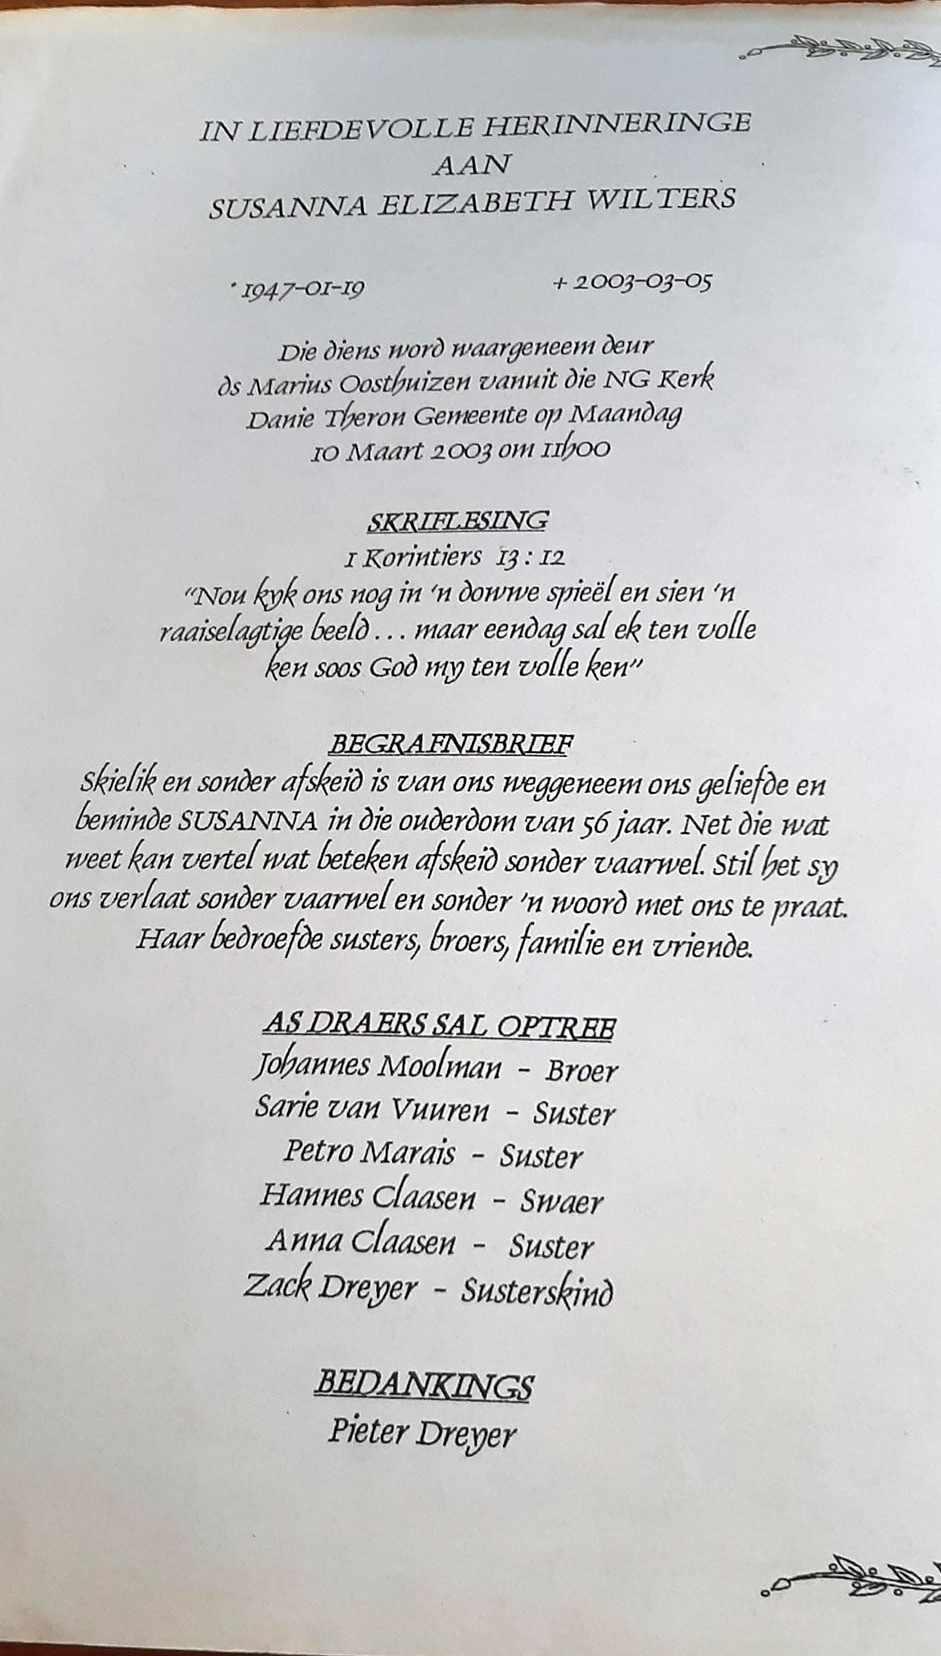 IN LIEFDEVOLLE HERINNERINGE
AAN
SUSANNA ELIZABETH WILTERS
* 1947-01-19 + 2003-03-05
Die diens word waargeneem deur
ds Marius Oosthuizen vanuit die NG Kerk
Danie Theron Gemeente op Maandag
10 Maart 2003 om 11h00
SKRIFLESING
1 Korintiers 13 : 12
“Nou kyk ons nog in ‘n dowwe spieël en sien ‘n
raaiselagtige beeld . . . maar eendag sal ek ten volle
ken soos God my ten volle ken”
BEGRAFNISBRIEF
Skielik en sonder afskeid is van ons weggeneem ons geliefde en
beminde SUSANNA in die ouderdom van 56 jaar. Net die wat
weet kan vertel wat beteken afskeid sonder vaarwel. Stil het sy
ons verlaat sonder vaarwel en sonder ’n woord met ons te praat.
Haar bedroefde susters, broers, familie en vriende.
AS DRAERS SAL OPTREE
Johannes Moolman - Broer
Sarie van Vuuren - Suster
Petro Marais - Suster
Hannes Claasen - Swaer
Anna Claasen - Suster
Zack Dreyer - Susterskind
BEDANKINGS
Pieter Dreyer